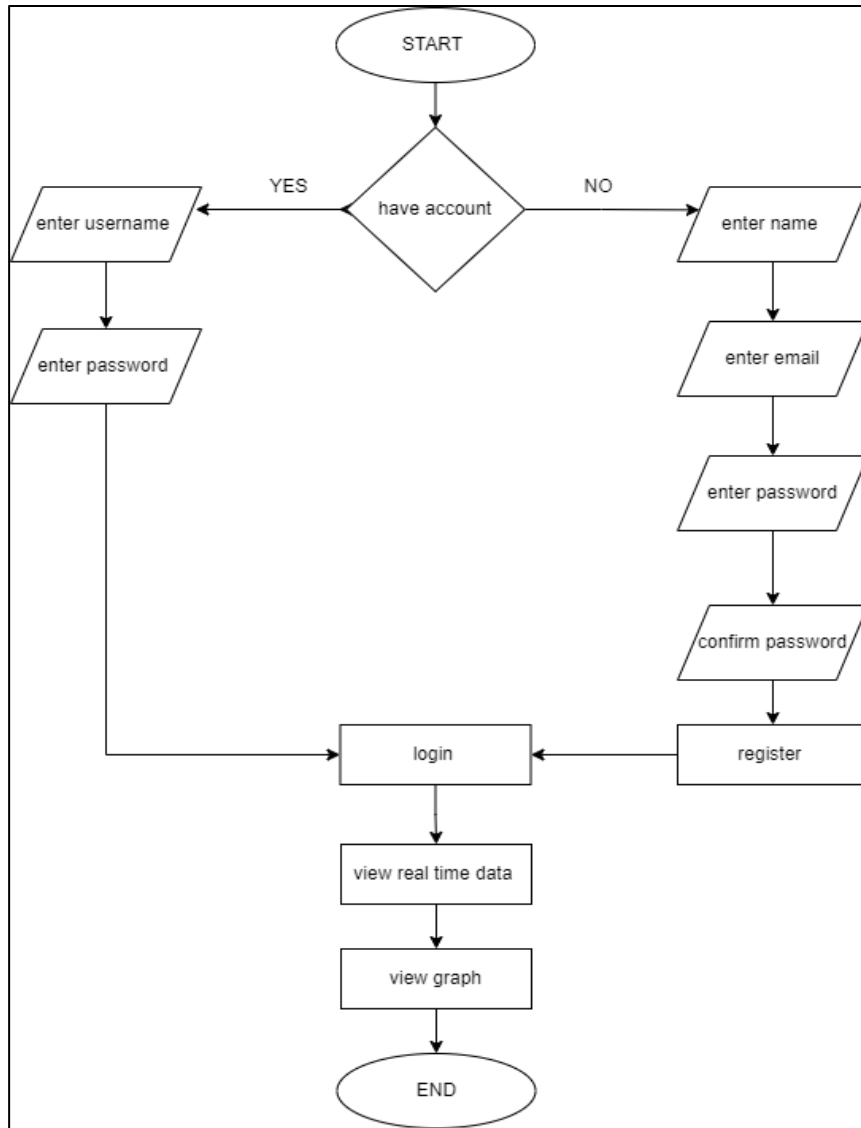 START
have account
YES
NO
enter username
enter name
enter password
enter email
enter password
confirm password
login
register
view real time data
view graph
END